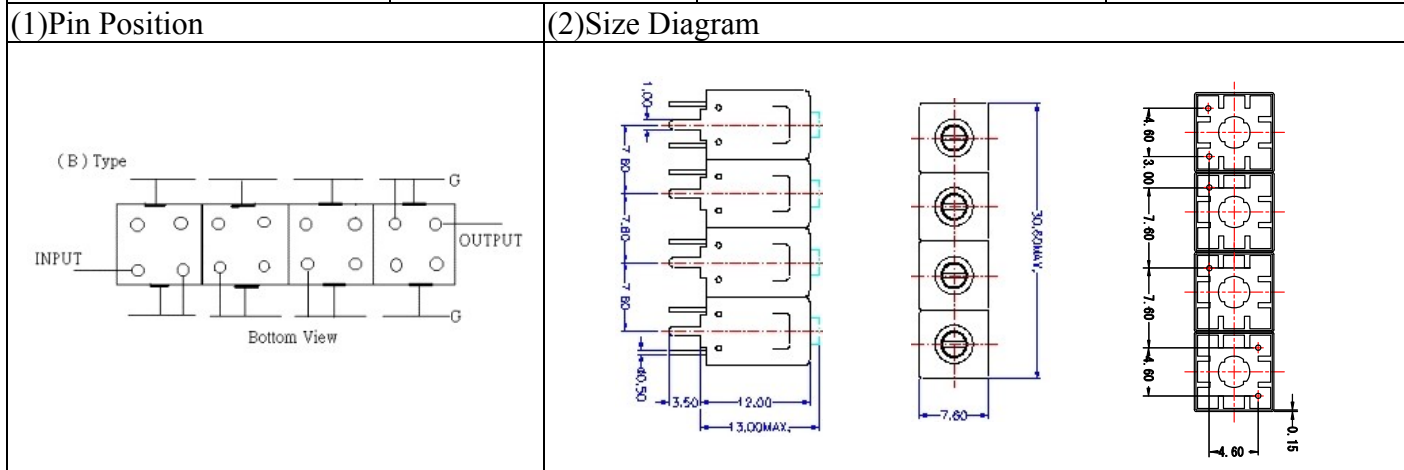 (1)Pin Position
(2)Size Diagram
( B ) Type
G
INPUT
OUTPUT
G
Bottom View
1.00
7.60
7.60
7.60
Φ0.50
3.50
12.00
13.00MAX.
30.60MAX.
7.60
4.60
3.00
7.60
7.60
4.60
0.15
4.60